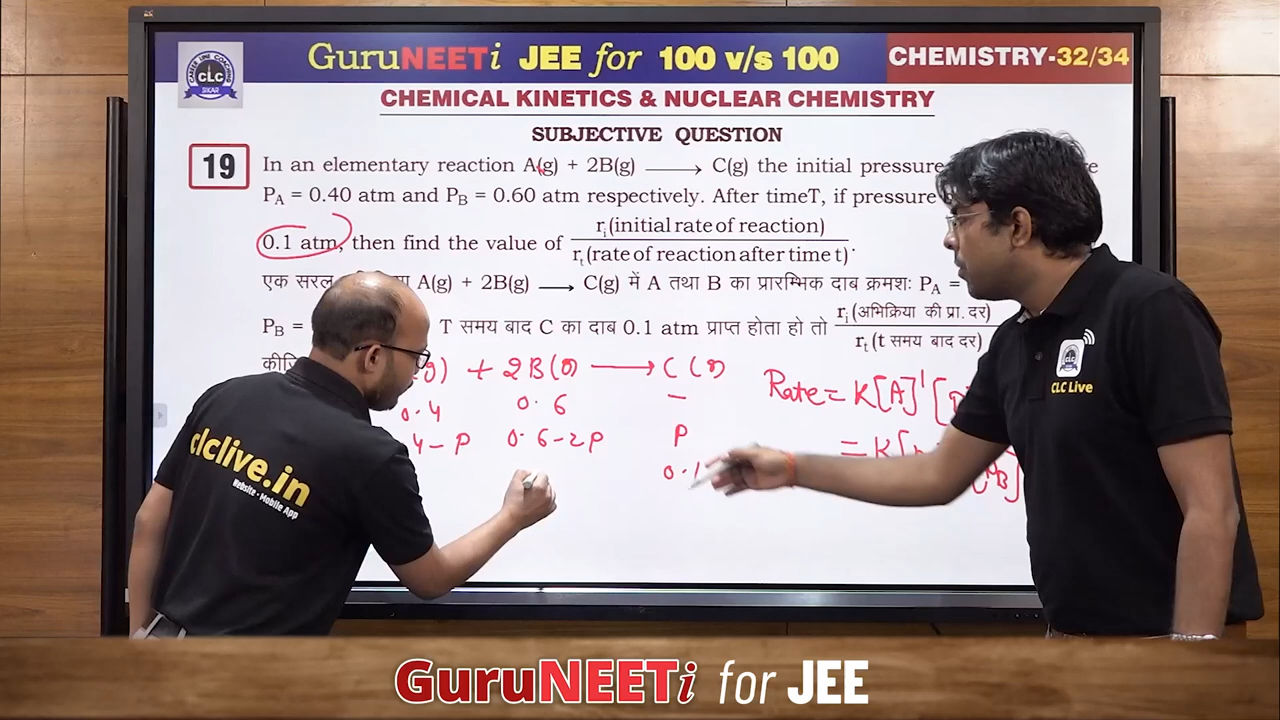 GuruNEETi JEE for 100 v/s 100
CHEMISTRY-32/34
CAREER LINE COACHING
CLC
SIKAR
CHEMICAL KINETICS & NUCLEAR CHEMISTRY
SUBJECTIVE QUESTION
19
In an elementary reaction A(g) + 2B(g) ⟶ C(g) the initial pressure
P_A = 0.40 atm and P_B = 0.60 atm respectively. After timeT, if pressure
0.1 atm, then find the value of r_i (initial rate of reaction) / r_t (rate of reaction after time t).
एक सरल A(g) + 2B(g) ⟶ C(g) में A तथा B का प्रारम्भिक दाब क्रमशः P_A =
P_B = T समय बाद C का दाब 0.1 atm प्राप्त होता हो तो r_i (अभिक्रिया की प्रा. दर) / r_t (t समय बाद दर)
g) + 2B(g) ⟶ C(g)
0.4 0.6 –
4-P 0.6-2P P
0.1
Rate = K[A]¹ [
= K[
clclive.in
Website • Mobile App
CLC
CLC Live
GuruNEETi for JEE